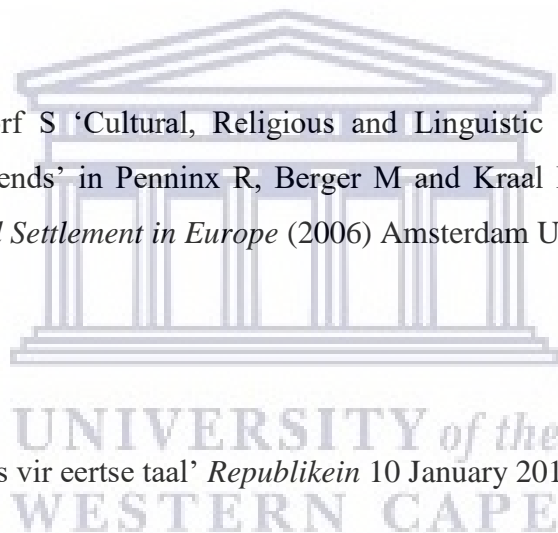 rf S ‘Cultural, Religious and Linguistic
ends’ in Penninx R, Berger M and Kraal
Settlement in Europe (2006) Amsterdam U
UNIVERSITY of the
s vir eertse taal’ Republikein 10 January 201
WESTERN CAPE